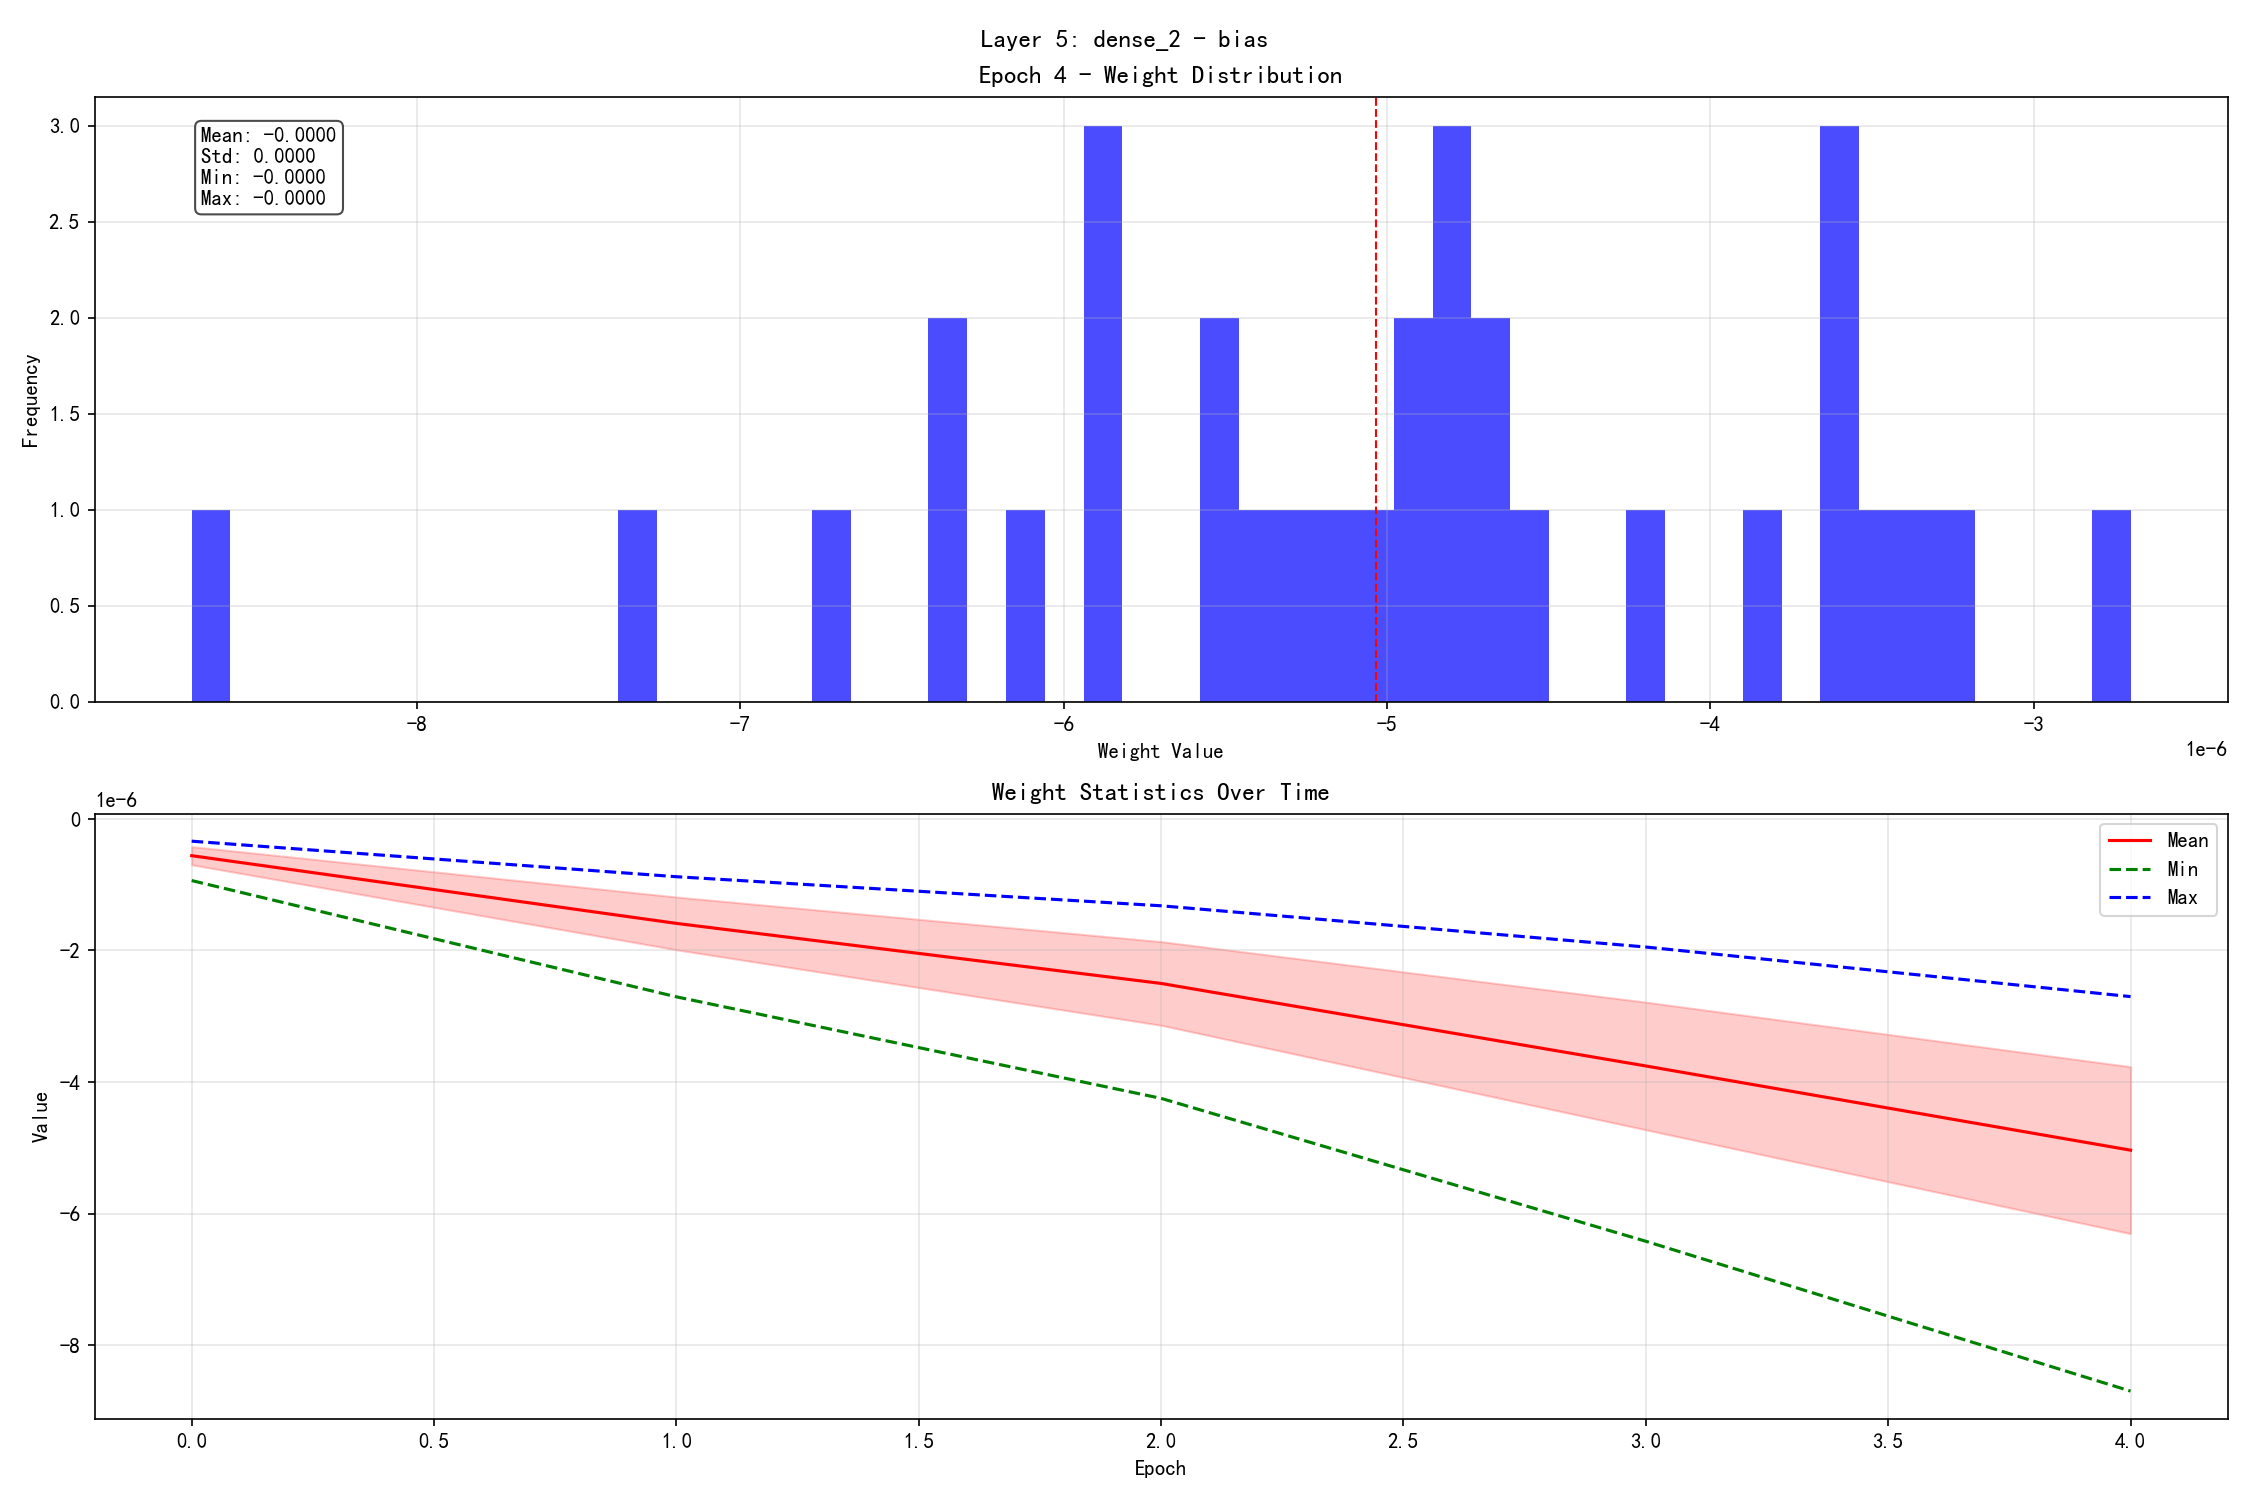 Layer 5: dense_2 - bias
Epoch 4 - Weight Distribution
Mean: -0.0000
Std: 0.0000
Min: -0.0000
Max: -0.0000
3.0
2.5
2.0
1.5
1.0
0.5
0.0
Frequency
-8 -7 -6 -5 -4 -3
Weight Value
1e-6
Weight Statistics Over Time
1e-6
0
-2
-4
-6
-8
Value
Mean
Min
Max
0.0 0.5 1.0 1.5 2.0 2.5 3.0 3.5 4.0
Epoch